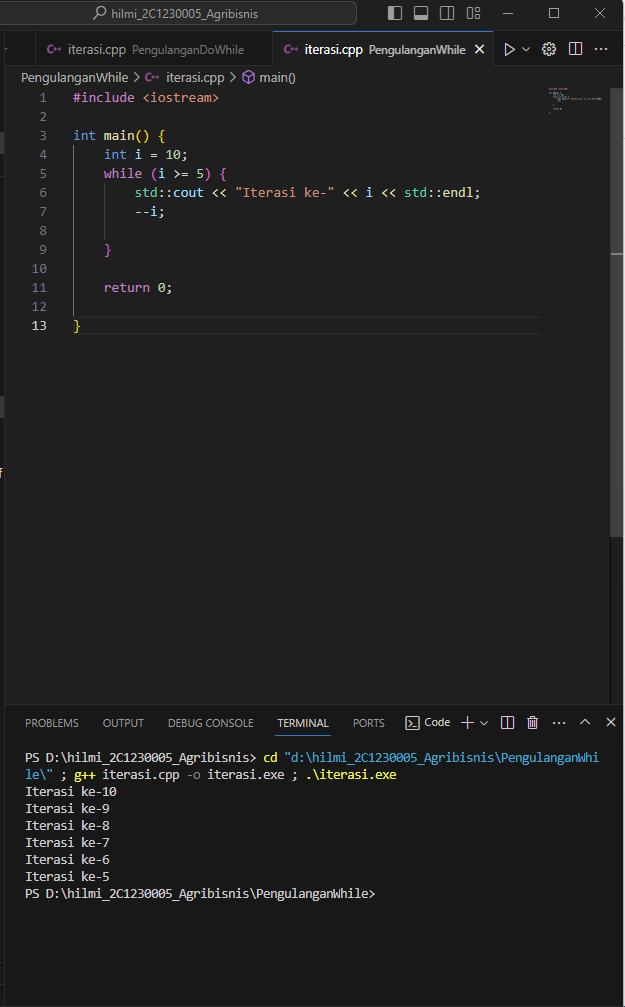 hilmi_2C1230005_Agribisnis
C++ iterasi.cpp PengulanganDoWhile
C++ iterasi.cpp PengulanganWhile
PengulanganWhile > C++ iterasi.cpp > main()
1 #include <iostream>
2
3 int main() {
4 int i = 10;
5 while (i >= 5) {
6 std::cout << "Iterasi ke-" << i << std::endl;
7 --i;
8
9 }
10
11 return 0;
12
13 }
PROBLEMS OUTPUT DEBUG CONSOLE TERMINAL PORTS Code
PS D:\hilmi_2C1230005_Agribisnis> cd "d:\hilmi_2C1230005_Agribisnis\PengulanganWhi
le\" ; g++ iterasi.cpp -o iterasi.exe ; .\iterasi.exe
Iterasi ke-10
Iterasi ke-9
Iterasi ke-8
Iterasi ke-7
Iterasi ke-6
Iterasi ke-5
PS D:\hilmi_2C1230005_Agribisnis\PengulanganWhile>